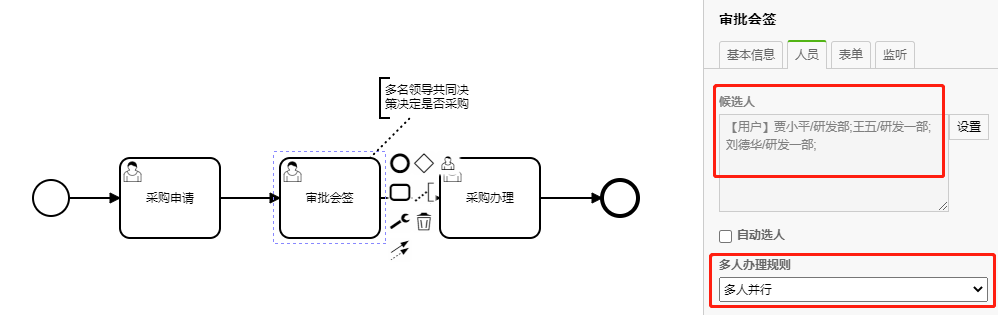 审批会签
基本信息
人员
表单
监听
候选人
【用户】贾小平/研发部;王五/研发一部;
刘德华/研发一部;
设置
自动选人
多人办理规则
多人并行
多名领导共同决
策决定是否采购
采购申请
审批会签
采购办理